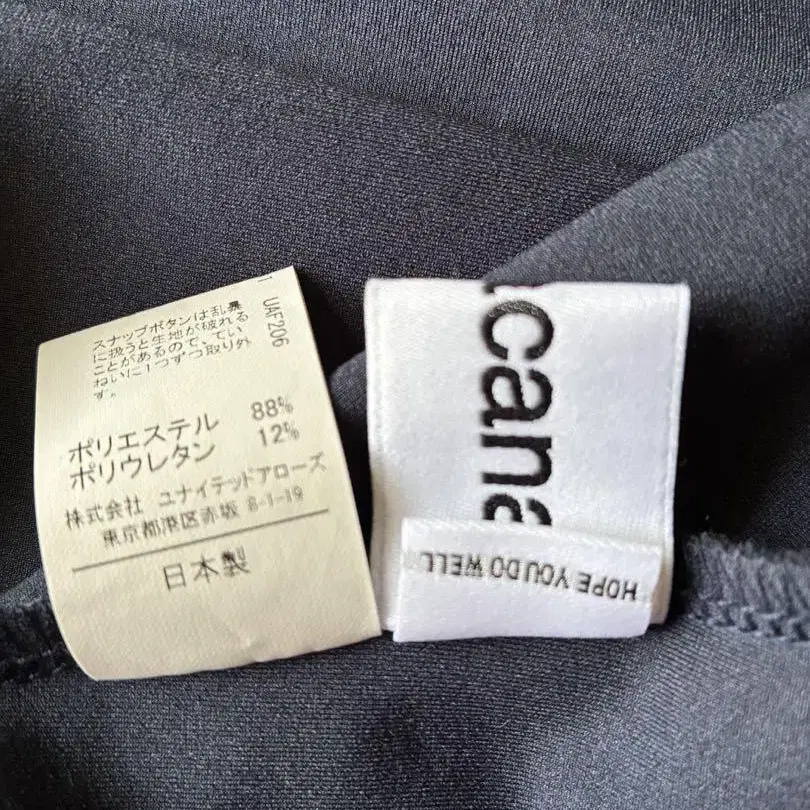 UAF206
スナップボタンは乱暴
に扱うと生地が破れる
ことがあるので、てい
ねいに1つずつ取り外
す。
ポリエステル 88%
ポリウレタン 12%
株式会社 ユナイテッドアローズ
東京都港区赤坂 8-1-19
日本製
cana
HOPE YOU DO WELL